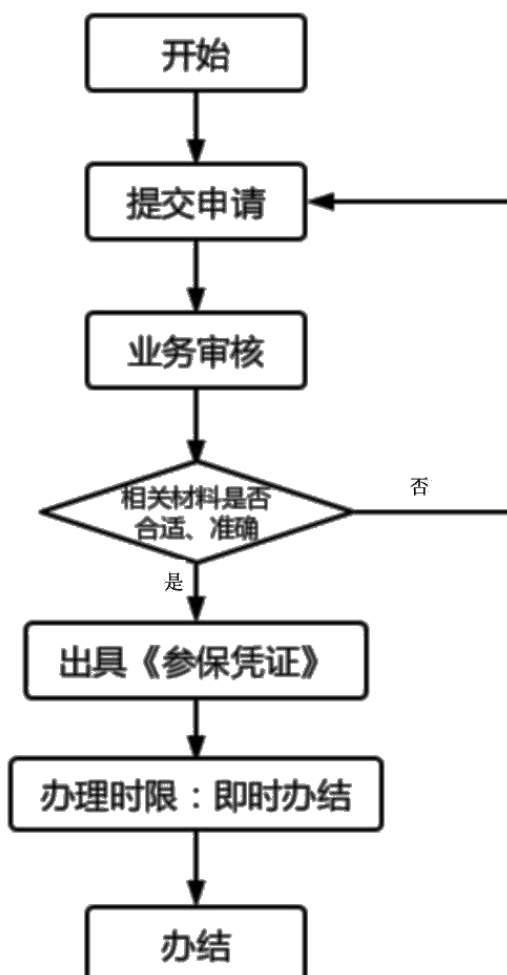 开始
提交申请
业务审核
相关材料是否
合适、准确
否
是
出具《参保凭证》
办理时限：即时办结
办结